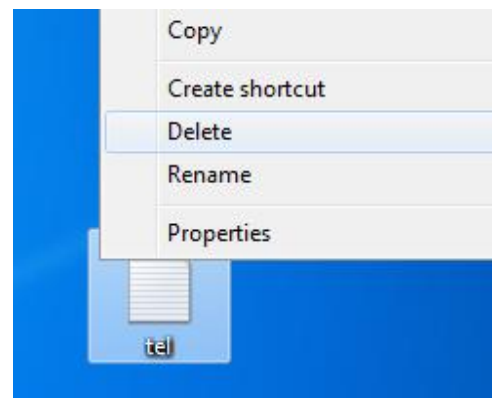 Copy
Create shortcut
Delete
Rename
Properties
tel